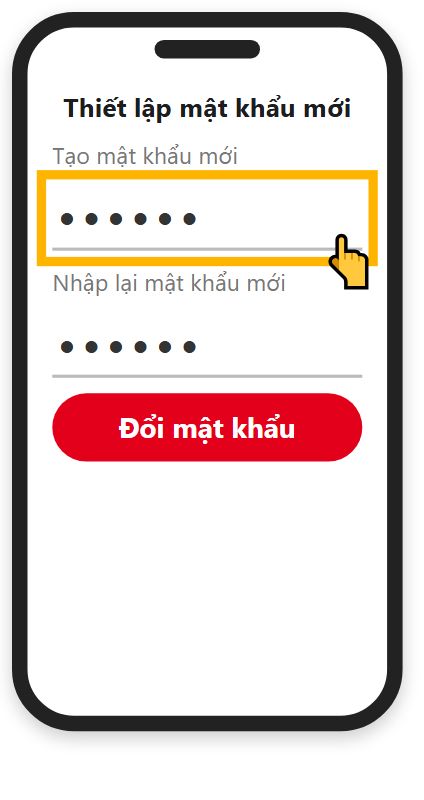 Thiết lập mật khẩu mới
Tạo mật khẩu mới
••••••
Nhập lại mật khẩu mới
••••••
Đổi mật khẩu